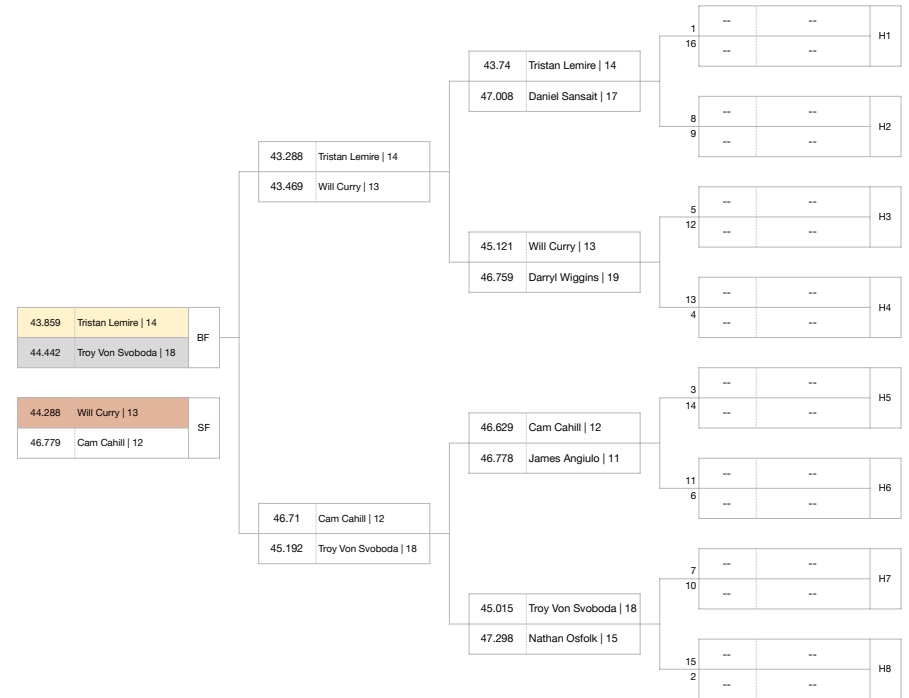 43.859 Tristan Lemire | 14
BF
44.442 Troy Von Svoboda | 18
44.288 Will Curry | 13
SF
46.779 Cam Cahill | 12
43.288 Tristan Lemire | 14
43.469 Will Curry | 13
46.71 Cam Cahill | 12
45.192 Troy Von Svoboda | 18
43.74 Tristan Lemire | 14
47.008 Daniel Sansait | 17
45.121 Will Curry | 13
46.759 Darryl Wiggins | 19
46.629 Cam Cahill | 12
46.778 James Angiulo | 11
45.015 Troy Von Svoboda | 18
47.298 Nathan Osfolk | 15
1 -- --
H1
16 -- --
8 -- --
H2
9 -- --
5 -- --
H3
12 -- --
13 -- --
H4
4 -- --
3 -- --
H5
14 -- --
11 -- --
H6
6 -- --
7 -- --
H7
10 -- --
15 -- --
H8
2 -- --